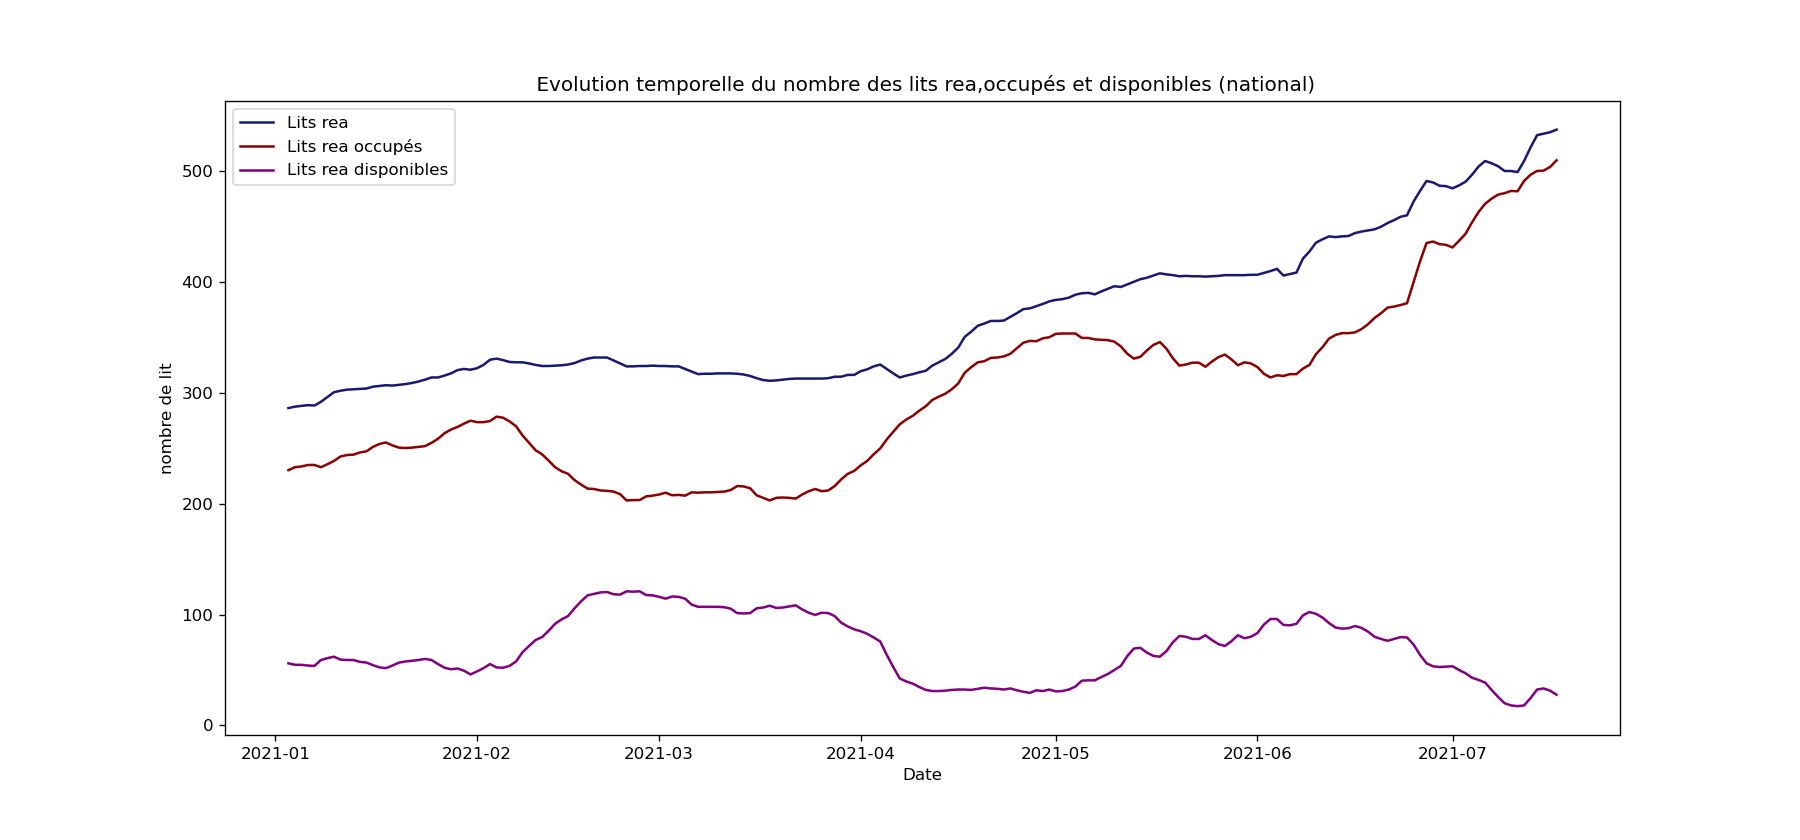 Evolution temporelle du nombre des lits rea,occupés et disponibles (national)
Lits rea
Lits rea occupés
Lits rea disponibles
500
400
300
200
100
0
nombre de lit
2021-01 2021-02 2021-03 2021-04 2021-05 2021-06 2021-07
Date